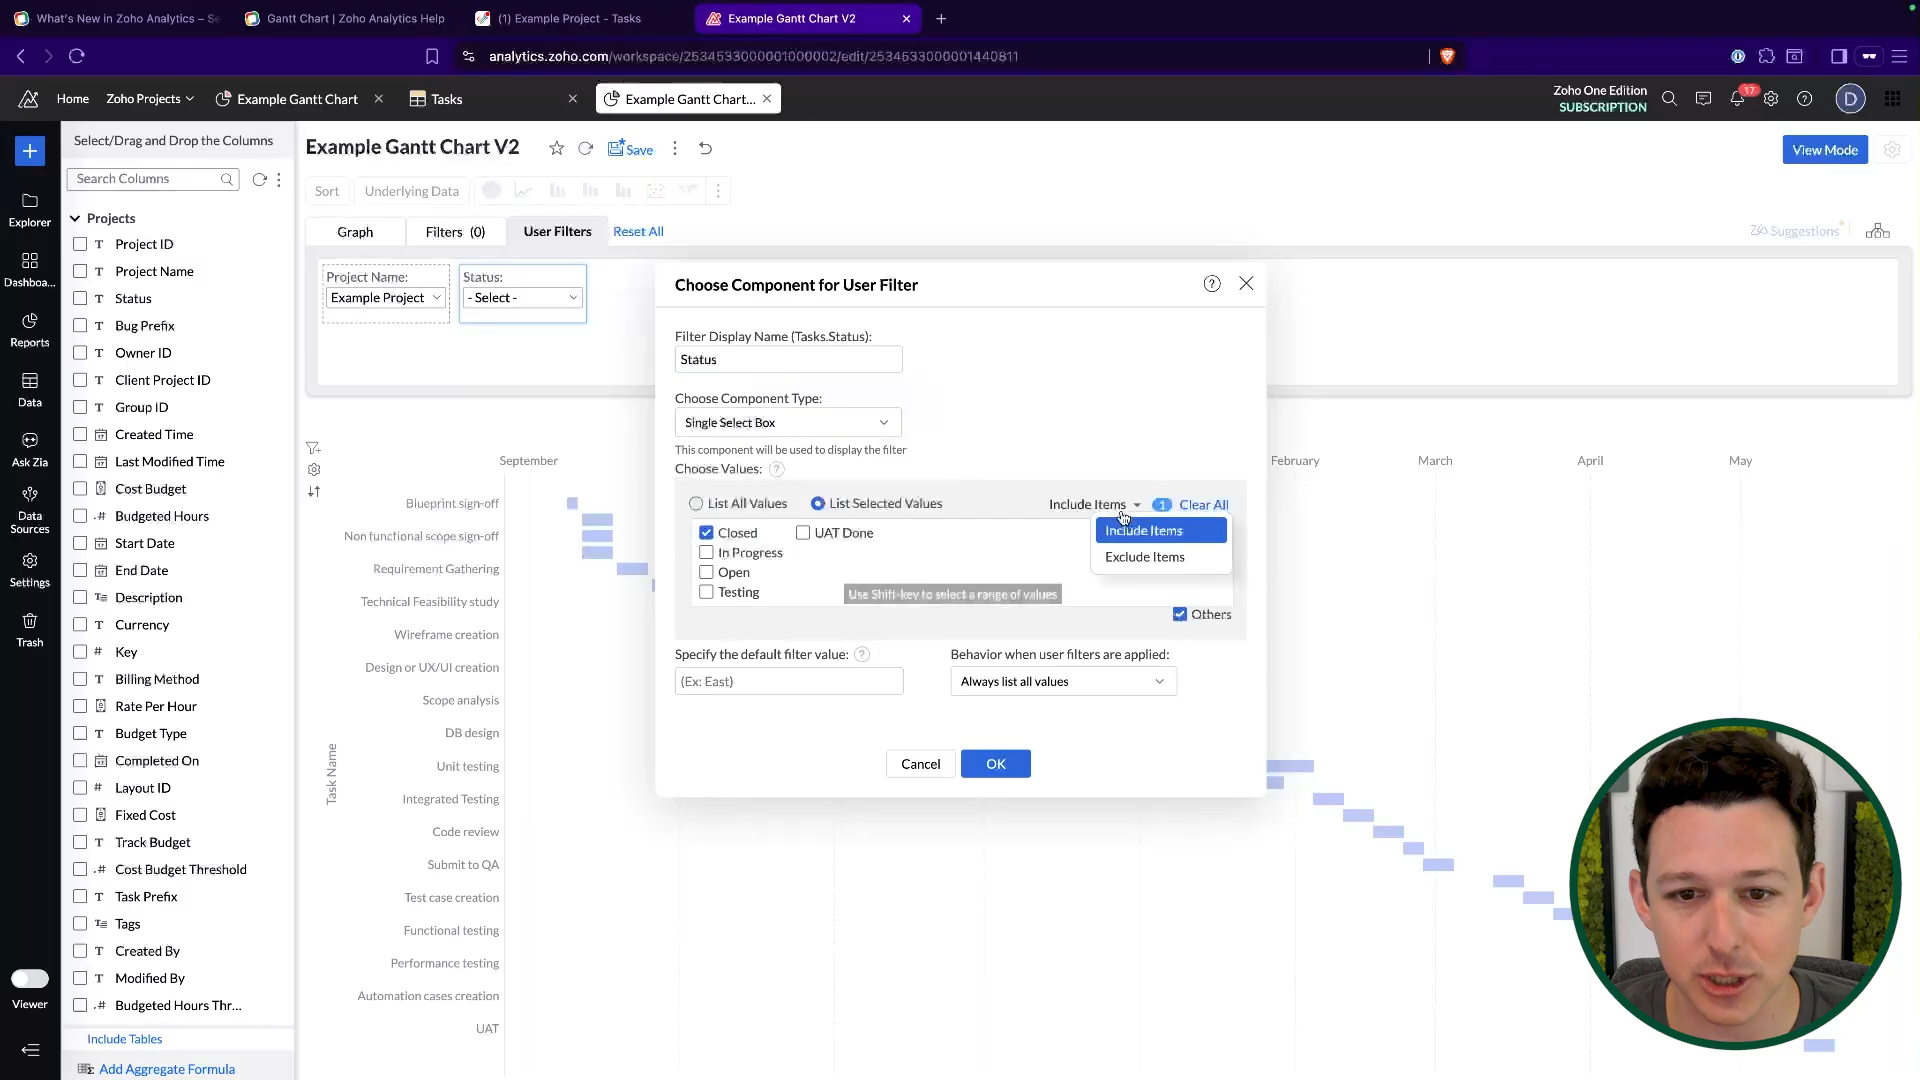 What's New in Zoho Analytics – Se
Gantt Chart | Zoho Analytics Help
(1) Example Project - Tasks
Example Gantt Chart V2
analytics.zoho.com/workspace/2534533000001000002/edit/2534533000001440811
Home
Zoho Projects
Example Gantt Chart
Tasks
Example Gantt Chart...
Zoho One Edition
SUBSCRIPTION
17
D
Select/Drag and Drop the Columns
Search Columns
Explorer
Dashboa...
Reports
Data
Ask Zia
Data
Sources
Settings
Trash
Viewer
Projects
T Project ID
T Project Name
T Status
T Bug Prefix
T Owner ID
T Client Project ID
T Group ID
Created Time
Last Modified Time
Cost Budget
.# Budgeted Hours
Start Date
End Date
Description
T Currency
# Key
T Billing Method
Rate Per Hour
T Budget Type
Completed On
# Layout ID
Fixed Cost
T Track Budget
.# Cost Budget Threshold
T Task Prefix
Tags
T Created By
T Modified By
.# Budgeted Hours Thr...
Include Tables
Add Aggregate Formula
Example Gantt Chart V2
Save
View Mode
Sort
Underlying Data
Graph
Filters (0)
User Filters
Reset All
Suggestions
Project Name:
Example Project
Status:
- Select -
Choose Component for User Filter
Filter Display Name (Tasks.Status):
Status
Choose Component Type:
Single Select Box
This component will be used to display the filter
Choose Values:
List All Values
List Selected Values
Include Items
1
Clear All
Include Items
Exclude Items
Closed
UAT Done
In Progress
Open
Testing
Use Shift-key to select a range of values
Others
Specify the default filter value:
(Ex: East)
Behavior when user filters are applied:
Always list all values
Cancel
OK
September
February
March
April
May
Task Name
Blueprint sign-off
Non functional scope sign-off
Requirement Gathering
Technical Feasibility study
Wireframe creation
Design or UX/UI creation
Scope analysis
DB design
Unit testing
Integrated Testing
Code review
Submit to QA
Test case creation
Functional testing
Performance testing
Automation cases creation
UAT